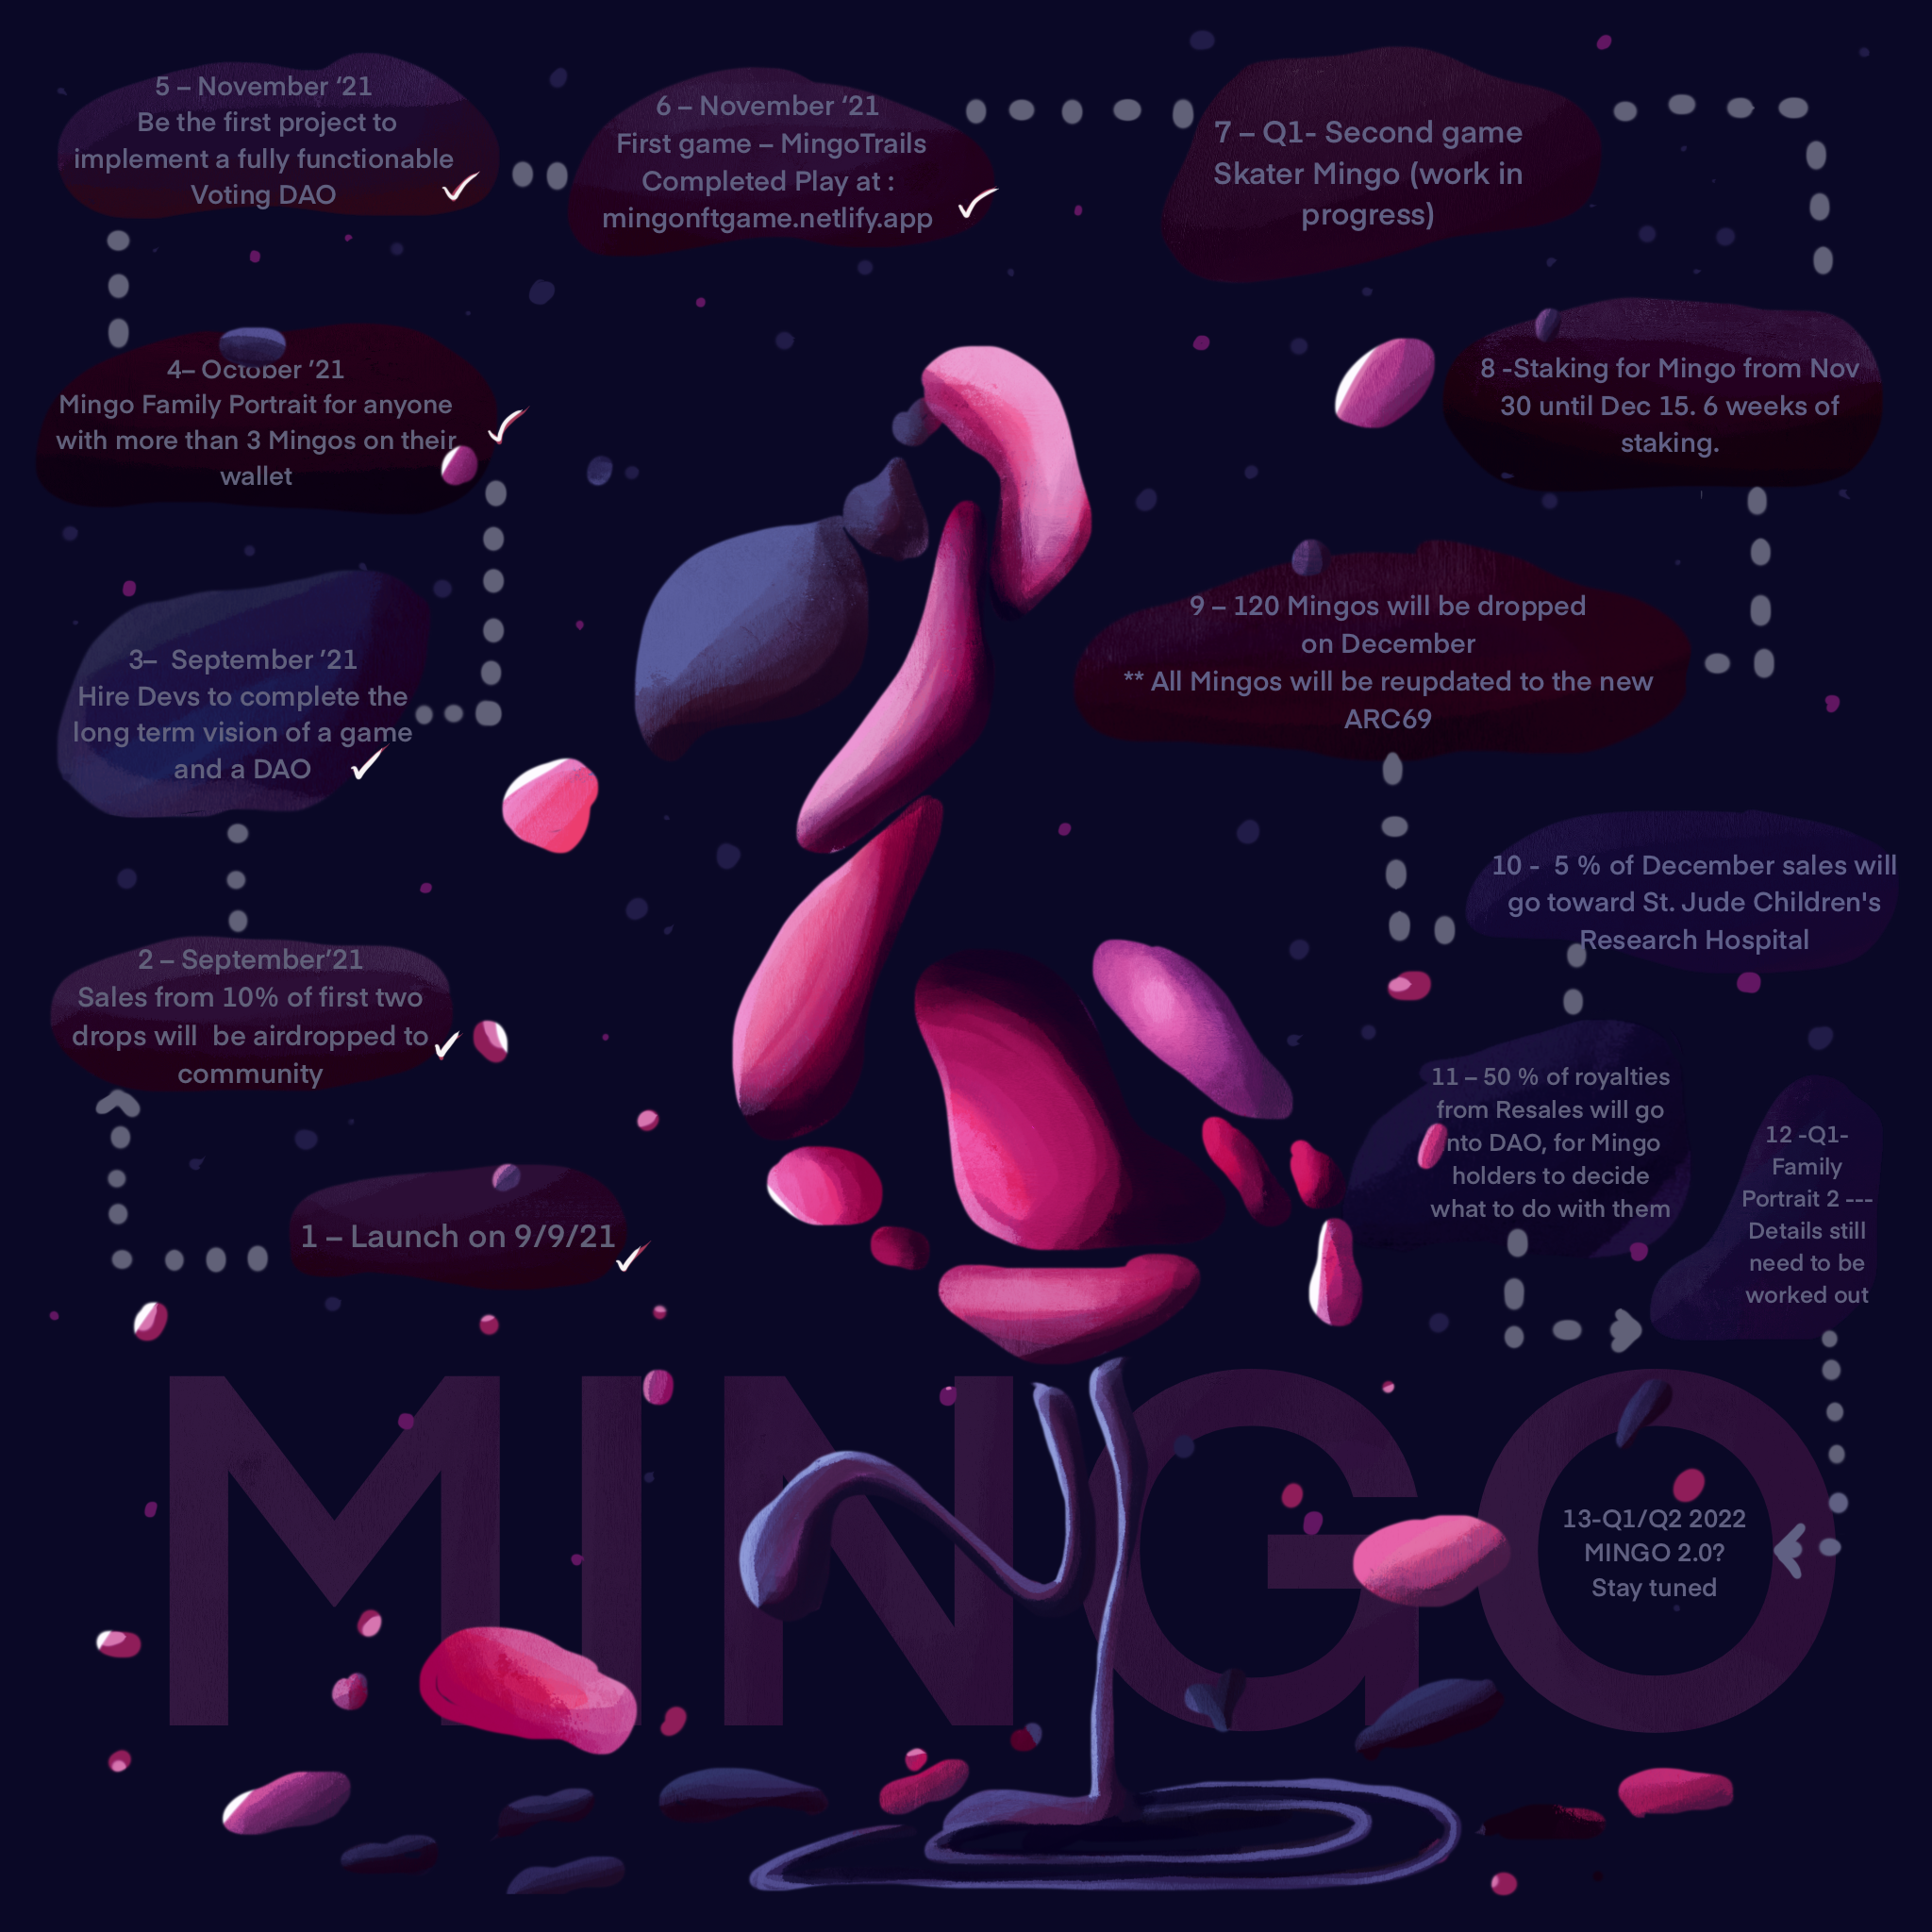 5 – November ‘21
Be the first project to
implement a fully functionable
Voting DAO
6 – November ‘21
First game – MingoTrails
Completed Play at :
mingonftgame.netlify.app
7 – Q1- Second game
Skater Mingo (work in
progress)
4– October ’21
Mingo Family Portrait for anyone
with more than 3 Mingos on their
wallet
8 -Staking for Mingo from Nov
30 until Dec 15. 6 weeks of
staking.
3–  September ’21
Hire Devs to complete the
long term vision of a game
and a DAO
9 – 120 Mingos will be dropped
on December
** All Mingos will be reupdated to the new
ARC69
10 -  5 % of December sales will
go toward St. Jude Children's
Research Hospital
2 – September’21
Sales from 10% of first two
drops will  be airdropped to
community
11 – 50 % of royalties
from Resales will go
nto DAO, for Mingo
holders to decide
what to do with them
12 -Q1-
Family
Portrait 2 ---
Details still
need to be
worked out
1 – Launch on 9/9/21
MINGO
13-Q1/Q2 2022
MINGO 2.0?
Stay tuned